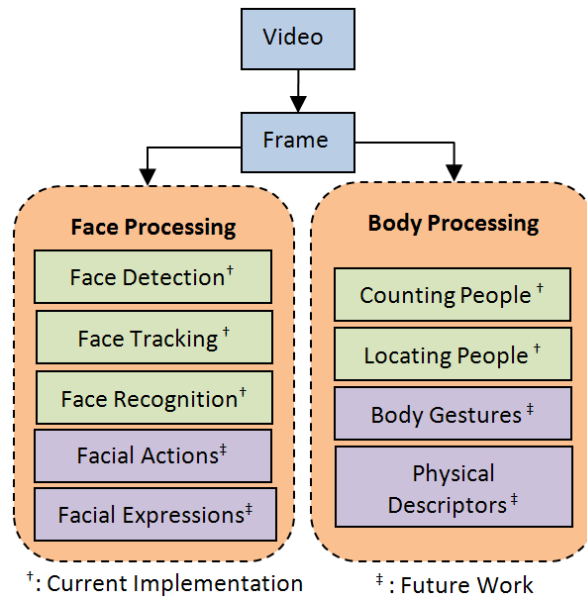 Video
Frame
Face Processing
Face Detection†
Face Tracking †
Face Recognition†
Facial Actions‡
Facial Expressions‡
Body Processing
Counting People †
Locating People †
Body Gestures ‡
Physical
Descriptors ‡
†: Current Implementation
‡ : Future Work